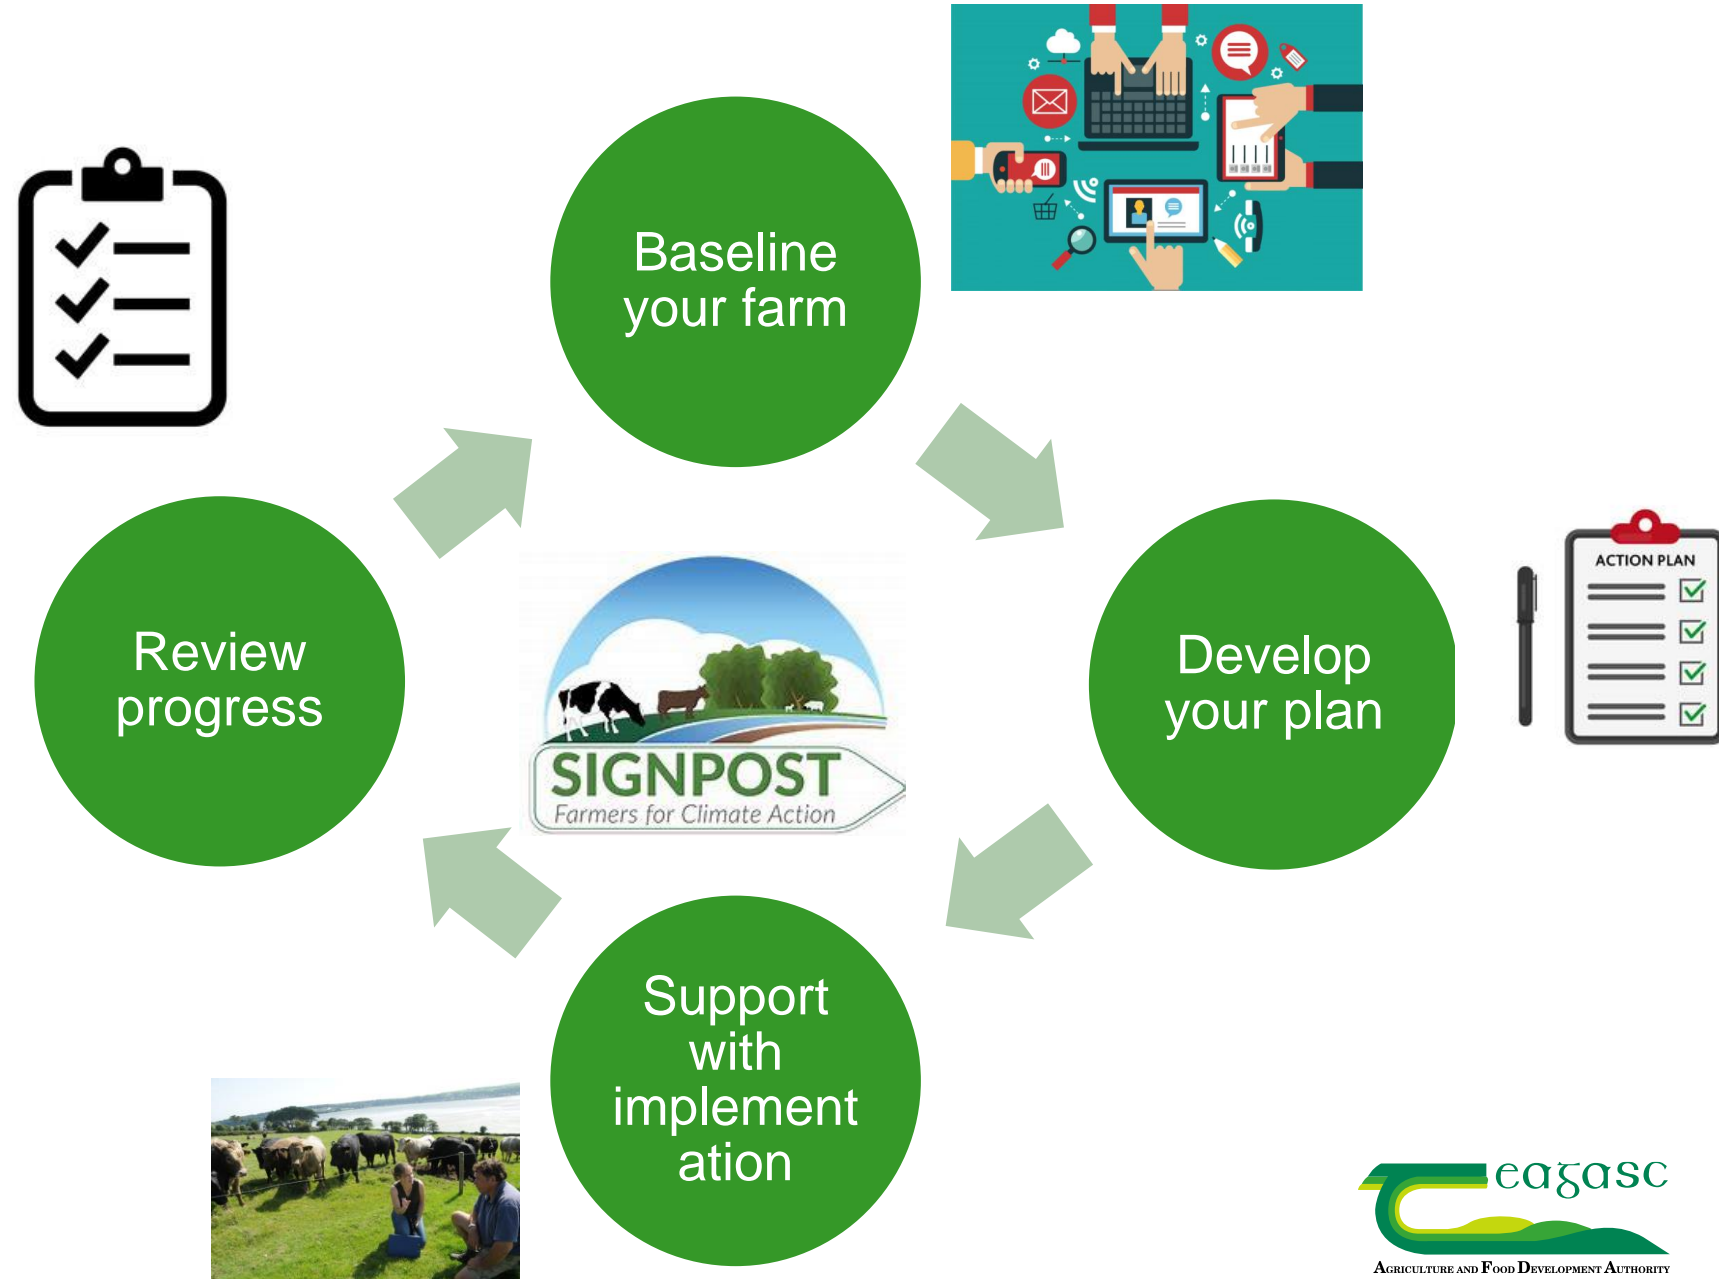 Baseline
your farm
ACTION PLAN
Develop
your plan
Review
progress
SIGNPOST
Farmers for Climate Action
Support
with
implement
ation
Teagasc
AGRICULTURE AND FOOD DEVELOPMENT AUTHORITY